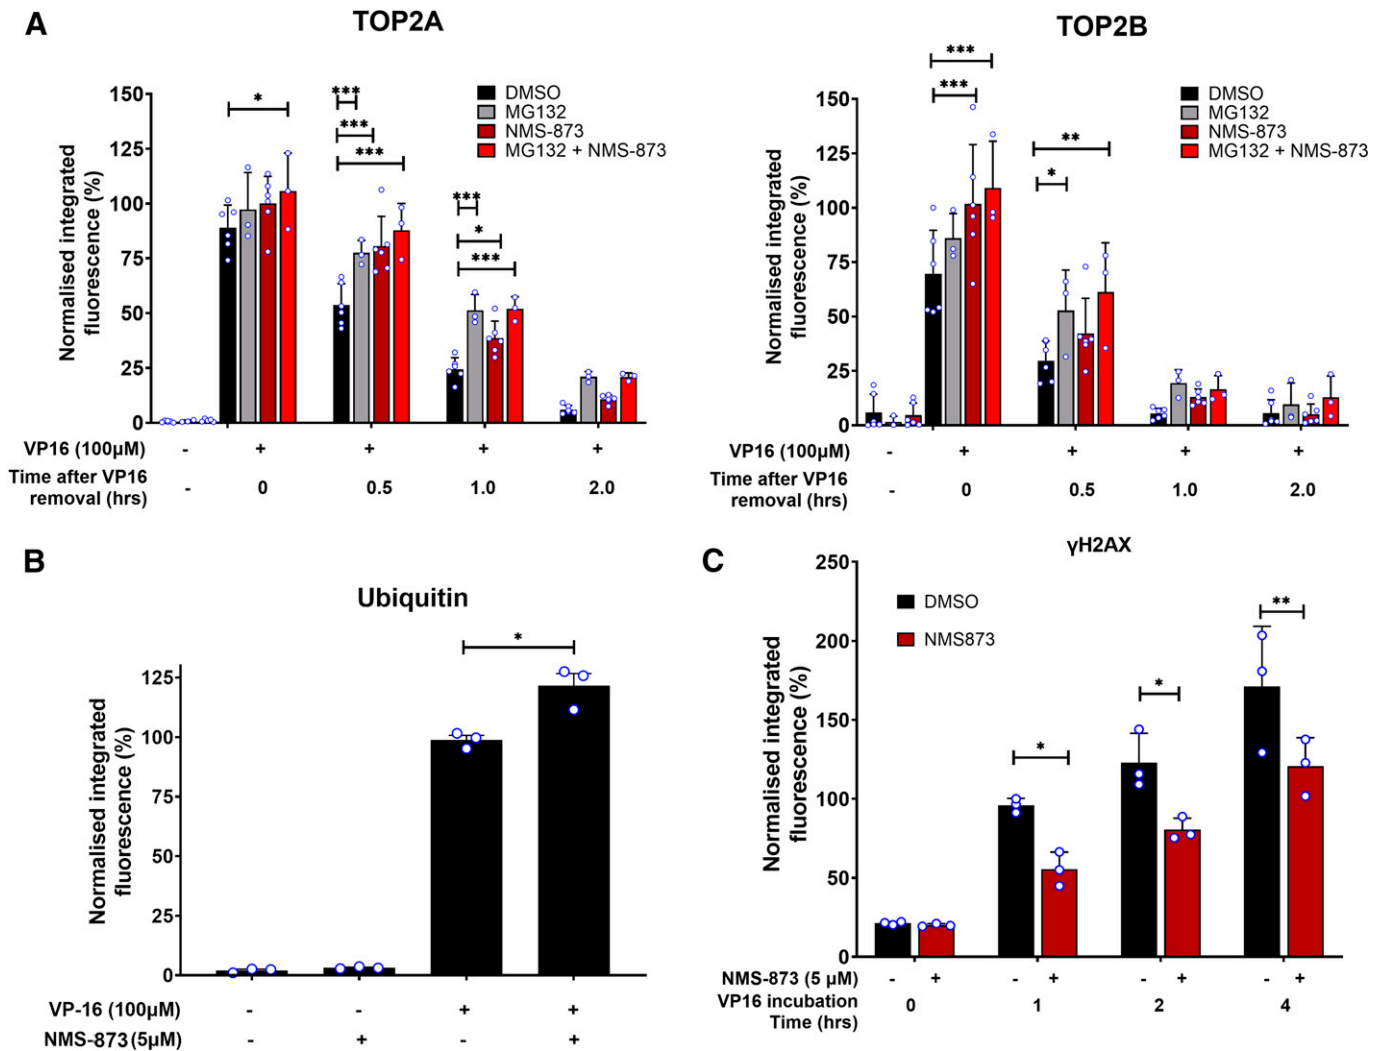 A
TOP2A
Normalised integrated
fluorescence (%)
150
125
100
75
50
25
0
*
***
***
***
***
*
***
DMSO
MG132
NMS-873
MG132 + NMS-873
VP16 (100μM)
- + + + +
Time after VP16
removal (hrs)
- 0 0.5 1.0 2.0
TOP2B
Normalised integrated
fluorescence (%)
150
125
100
75
50
25
0
***
***
**
*
DMSO
MG132
NMS-873
MG132 + NMS-873
VP16 (100μM)
- + + + +
Time after VP16
removal (hrs)
- 0 0.5 1.0 2.0
B
Ubiquitin
Normalised integrated
fluorescence (%)
125
100
75
50
25
0
*
VP-16 (100μM) - - + +
NMS-873 (5μM) - + - +
C
γH2AX
Normalised integrated
fluorescence (%)
250
200
150
100
50
0
DMSO
NMS873
*
*
**
NMS-873 (5 μM) - + - + - + - +
VP16 incubation
Time (hrs)
0 1 2 4